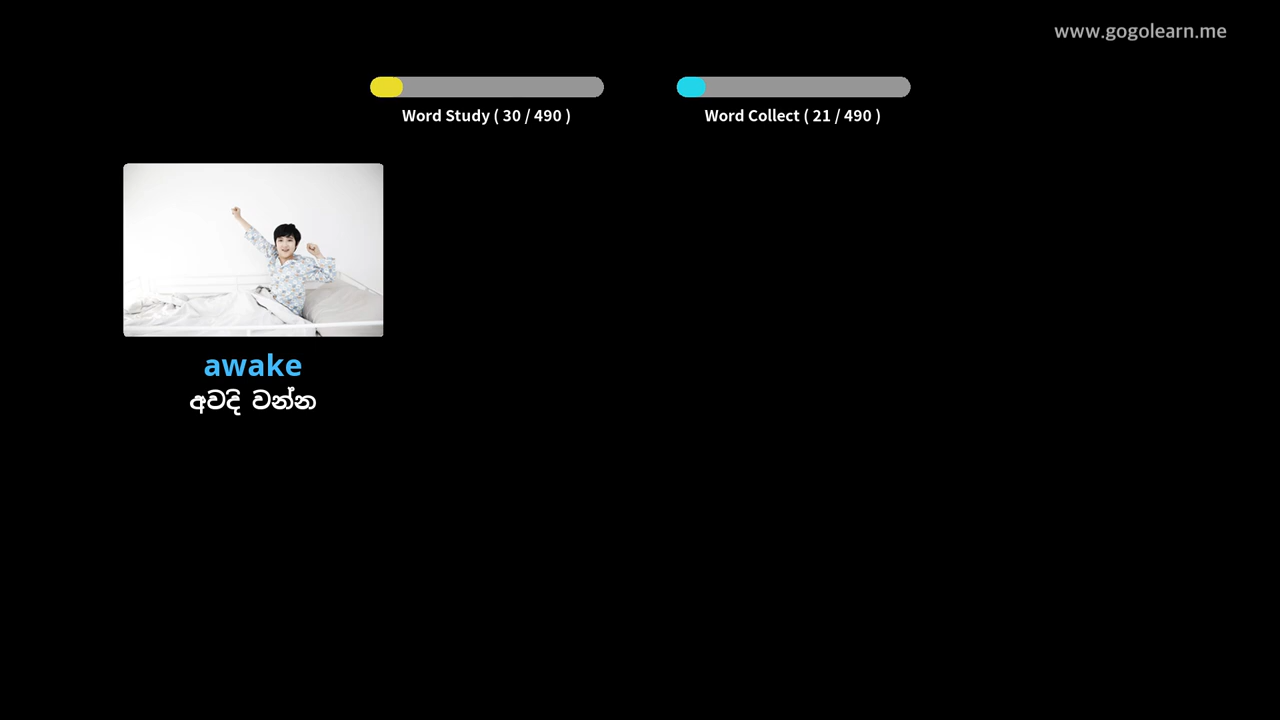 www.gogolearn.me
Word Study ( 30 / 490 )
Word Collect ( 21 / 490 )
awake
අවදි වන්න